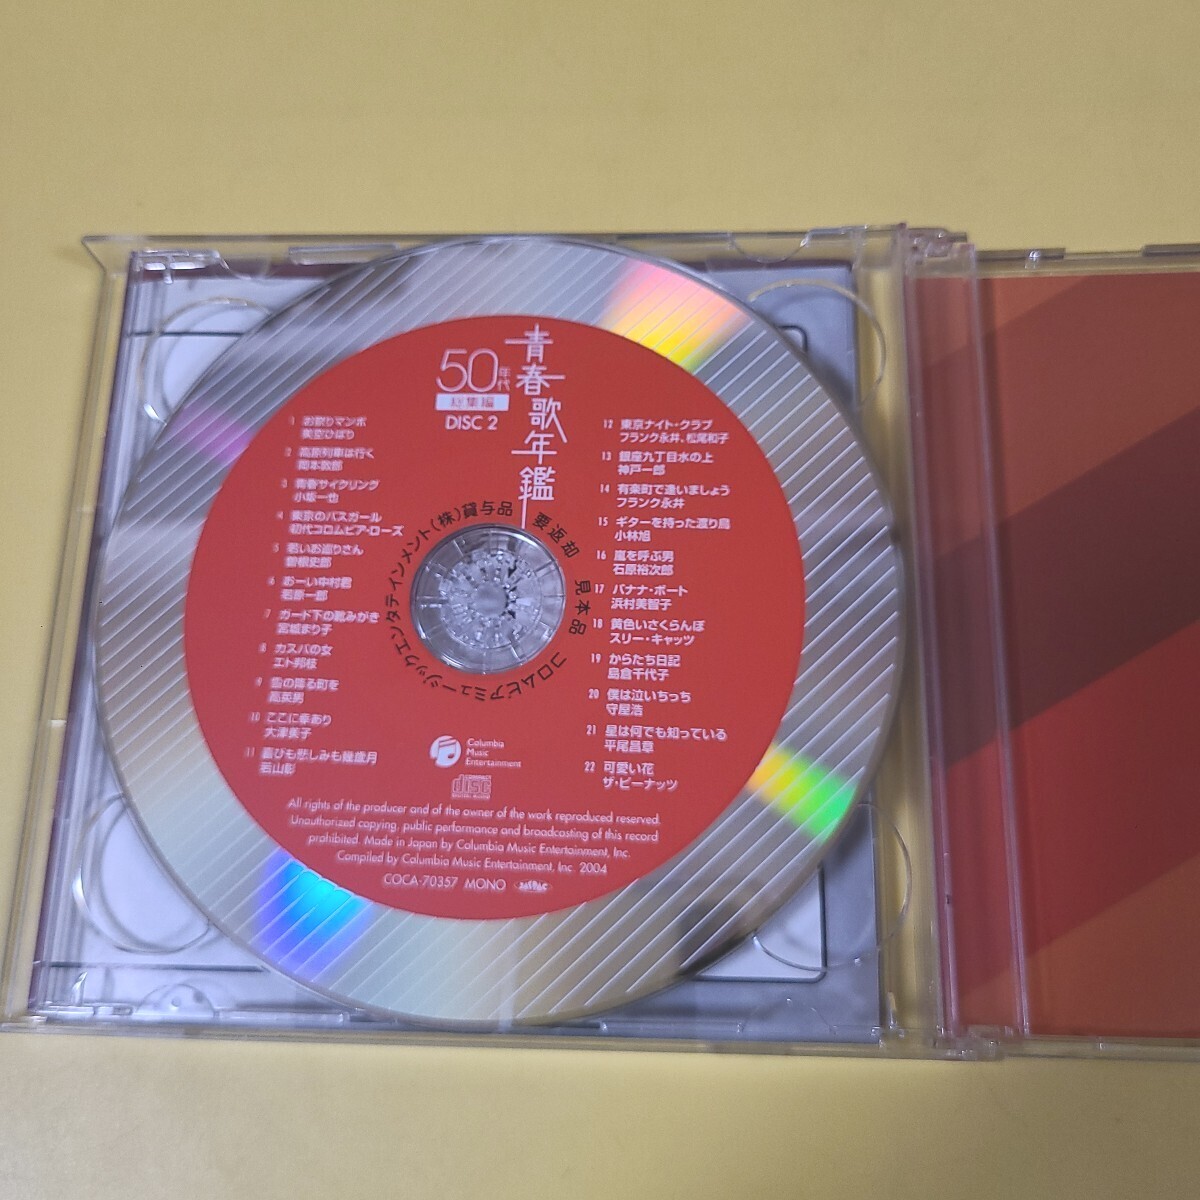 青春歌年鑑
50年代
総集編
DISC 2
1 お祭りマンボ
美空ひばり
2 高原列車は行く
岡本敦郎
3 青春サイクリング
小坂一也
4 東京のバスガール
初代コロムビア・ローズ
5 若いお巡りさん
曽根史郎
6 おーい中村君
若原一郎
7 ガード下の靴みがき
宮城まり子
8 カスバの女
エト邦枝
9 雪の降る町を
高英男
10 ここに幸あり
大津美子
11 喜びも悲しみも幾歳月
若山彰
12 東京ナイト・クラブ
フランク永井、松尾和子
13 銀座九丁目水の上
神戸一郎
14 有楽町で逢いましょう
フランク永井
15 ギターを持った渡り鳥
小林旭
16 嵐を呼ぶ男
石原裕次郎
17 バナナ・ボート
浜村美智子
18 黄色いさくらんぼ
スリー・キャッツ
19 からたち日記
島倉千代子
20 僕は泣いちっち
守屋浩
21 星は何でも知っている
平尾昌章
22 可愛い花
ザ・ピーナッツ
見本品 コロムビアミュージックエンタテインメント(株)貸与品 要返却
Columbia
Music
Entertainment
COMPACT
disc
DIGITAL AUDIO
All rights of the producer and of the owner of the work reproduced reserved.
Unauthorized copying, public performance and broadcasting of this record
prohibited. Made in Japan by Columbia Music Entertainment, Inc.
Compiled by Columbia Music Entertainment, Inc. 2004
COCA-70357 MONO JASRAC